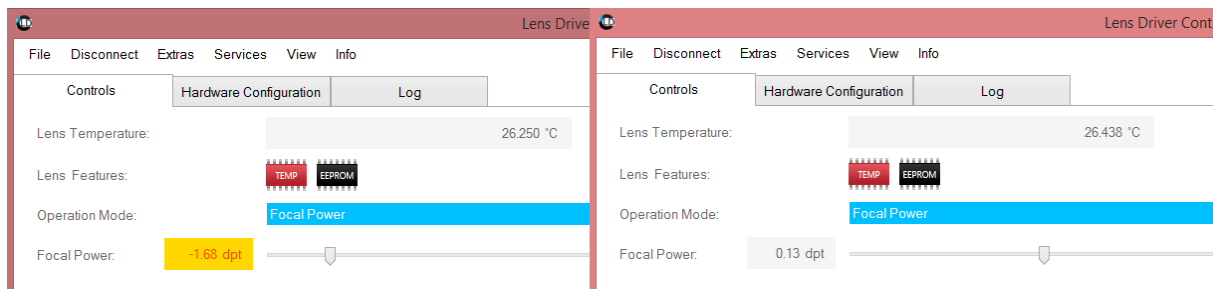 Lens Drive
File Disconnect Extras Services View Info
Controls Hardware Configuration Log
Lens Temperature: 26.250 °C
Lens Features: TEMP EEPROM
Operation Mode: Focal Power
Focal Power: -1.68 dpt
Lens Driver Cont
File Disconnect Extras Services View Info
Controls Hardware Configuration Log
Lens Temperature: 26.438 °C
Lens Features: TEMP EEPROM
Operation Mode: Focal Power
Focal Power: 0.13 dpt